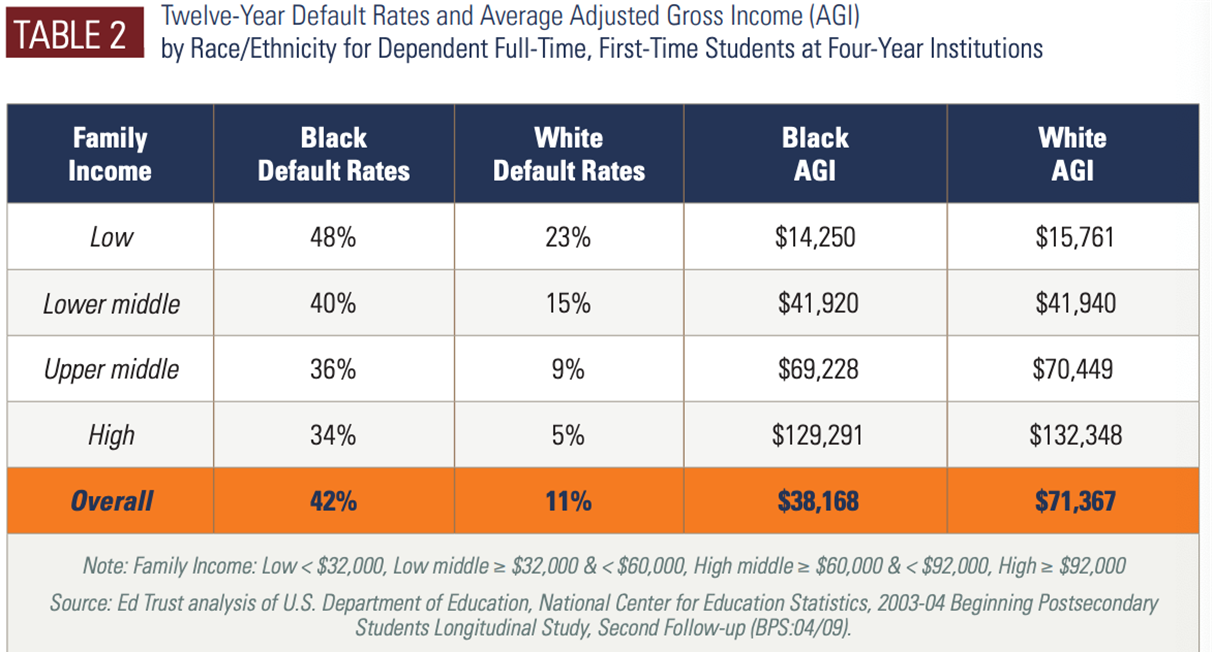 TABLE 2
Twelve-Year Default Rates and Average Adjusted Gross Income (AGI)
by Race/Ethnicity for Dependent Full-Time, First-Time Students at Four-Year Institutions
Family Income Black Default Rates White Default Rates Black AGI White AGI
Low 48% 23% $14,250 $15,761
Lower middle 40% 15% $41,920 $41,940
Upper middle 36% 9% $69,228 $70,449
High 34% 5% $129,291 $132,348
Overall 42% 11% $38,168 $71,367
Note: Family Income: Low < $32,000, Low middle ≥ $32,000 & < $60,000, High middle ≥ $60,000 & < $92,000, High ≥ $92,000
Source: Ed Trust analysis of U.S. Department of Education, National Center for Education Statistics, 2003-04 Beginning Postsecondary
Students Longitudinal Study, Second Follow-up (BPS:04/09).